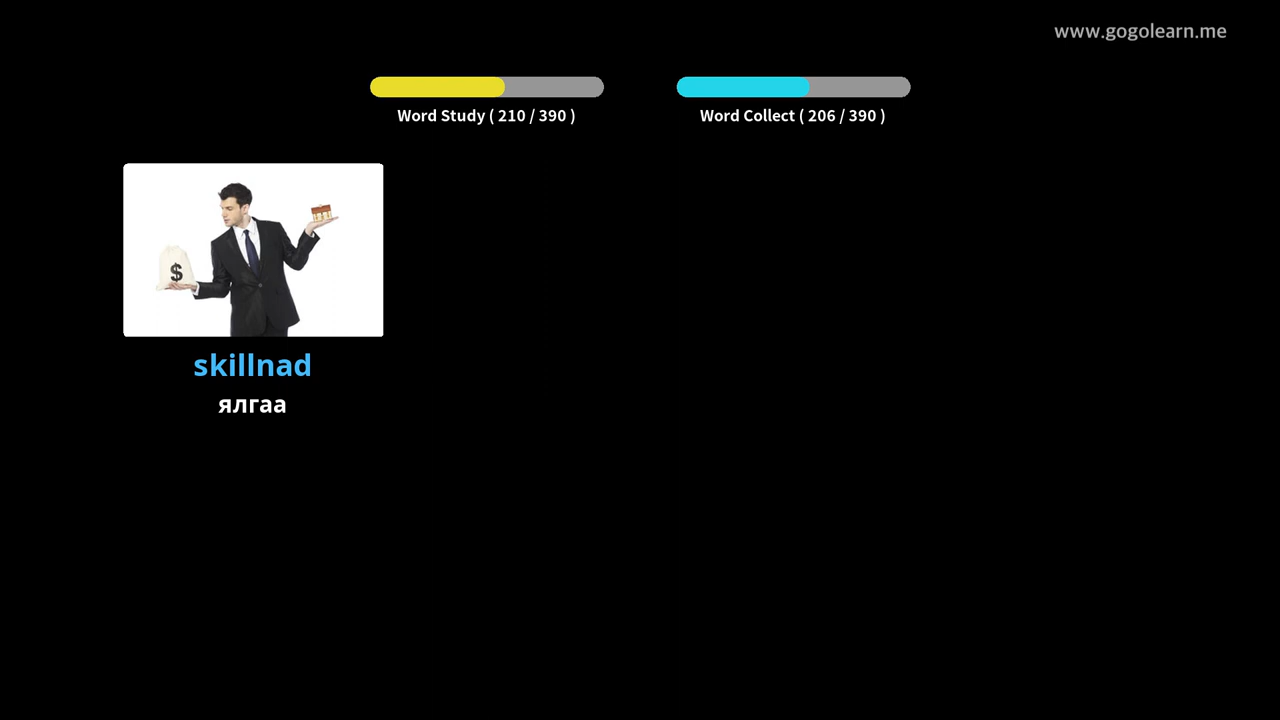 www.gogolearn.me
Word Study ( 210 / 390 )
Word Collect ( 206 / 390 )
$
skillnad
ялгаа